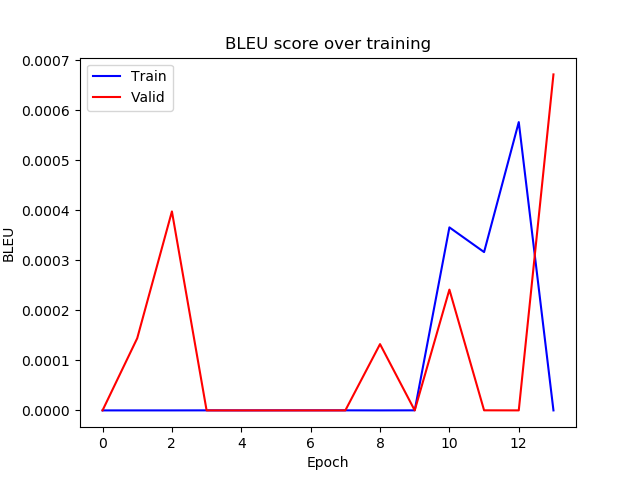 BLEU score over training
Train
Valid
BLEU
0.0007
0.0006
0.0005
0.0004
0.0003
0.0002
0.0001
0.0000
0 2 4 6 8 10 12
Epoch